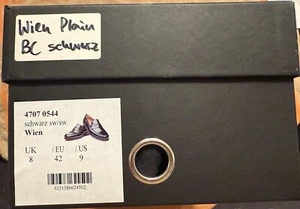 Wien Plain
BC schwarz
4707 0544
schwarz sw/sw
Wien
UK / EU / US
8 42 9
4251386624502